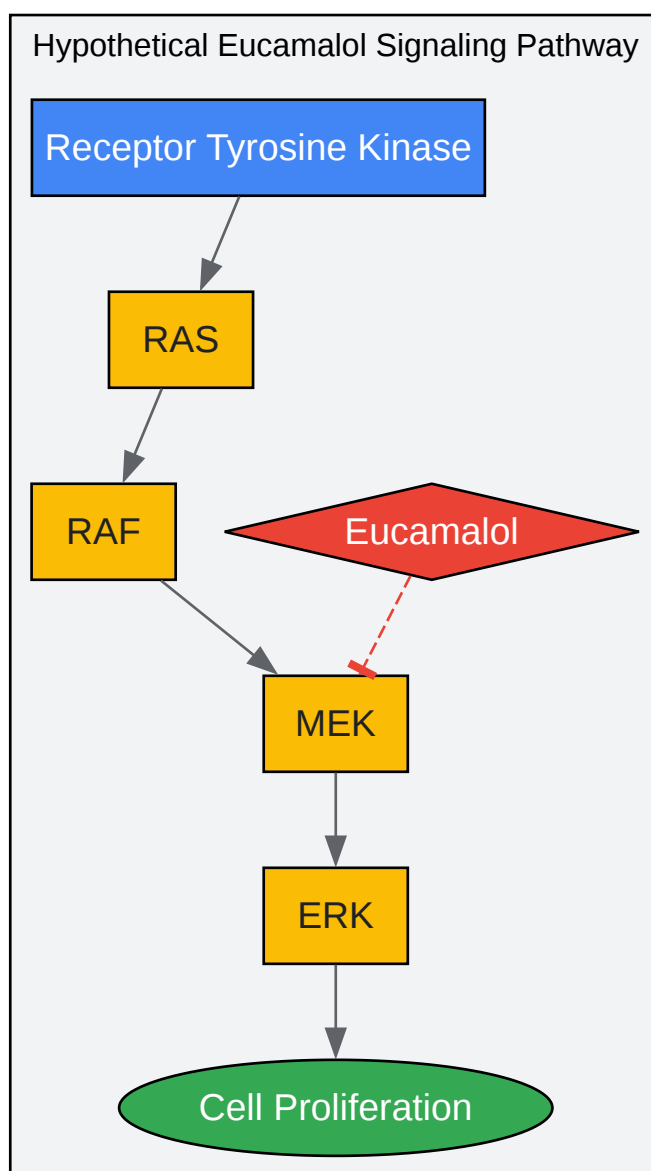 Hypothetical Eucamalol Signaling Pathway
Receptor Tyrosine Kinase
RAS
RAF
Eucamalol
MEK
ERK
Cell Proliferation